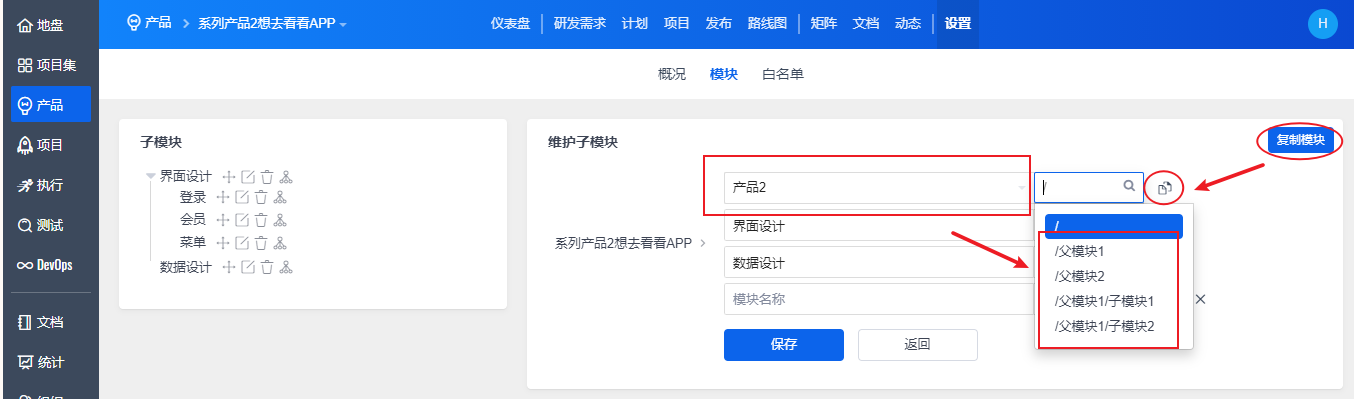 地盘
项目集
产品
项目
执行
测试
DevOps
文档
统计
产品 > 系列产品2想去看看APP
仪表盘 研发需求 计划 项目 发布 路线图 矩阵 文档 动态 设置
H
概况 模块 白名单
子模块
界面设计
登录
会员
菜单
数据设计
维护子模块
复制模块
产品2
/
系列产品2想去看看APP >
界面设计
数据设计
模块名称
/
/父模块1
/父模块2
/父模块1/子模块1
/父模块1/子模块2
保存
返回